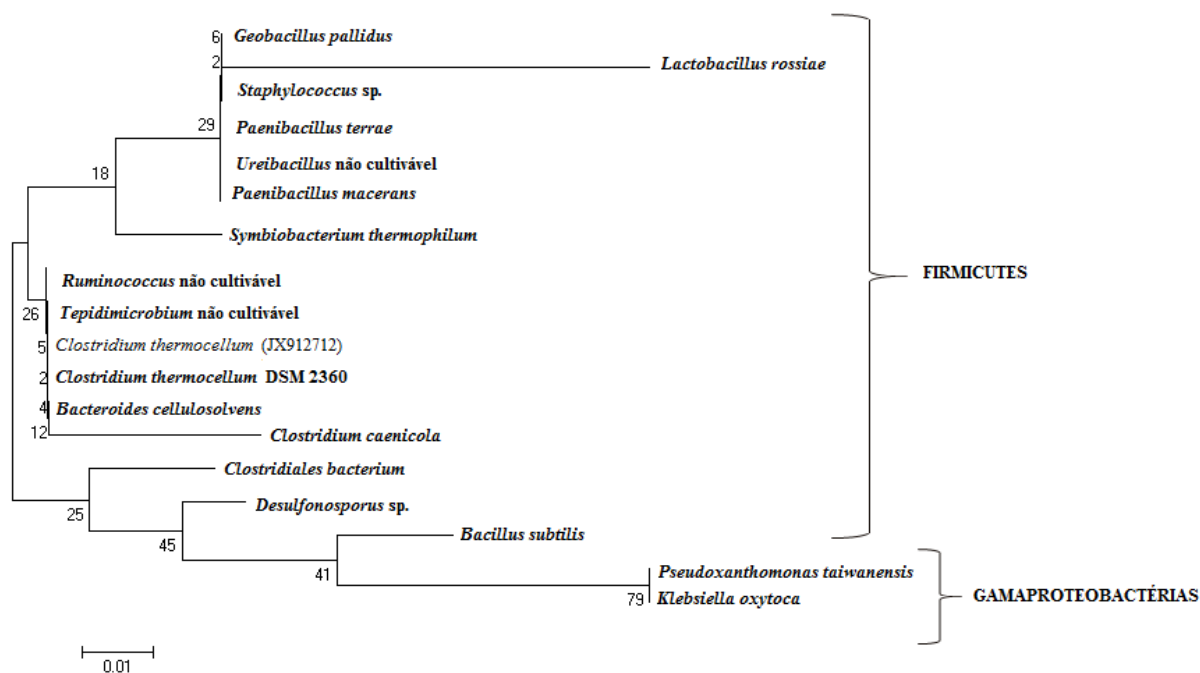 6
Geobacillus pallidus
2
Lactobacillus rossiae
Staphylococcus sp.
29
Paenibacillus terrae
Ureibacillus não cultivável
18
Paenibacillus macerans
Symbiobacterium thermophilum
FIRMICUTES
Ruminococcus não cultivável
26
Tepidimicrobium não cultivável
5
Clostridium thermocellum (JX912712)
2
Clostridium thermocellum DSM 2360
4
Bacteroides cellulosolvens
12
Clostridium caenicola
Clostridiales bacterium
25
Desulfonosporus sp.
45
Bacillus subtilis
41
Pseudoxanthomonas taiwanensis
79
Klebsiella oxytoca
GAMAPROTEOBACTÉRIAS
0.01